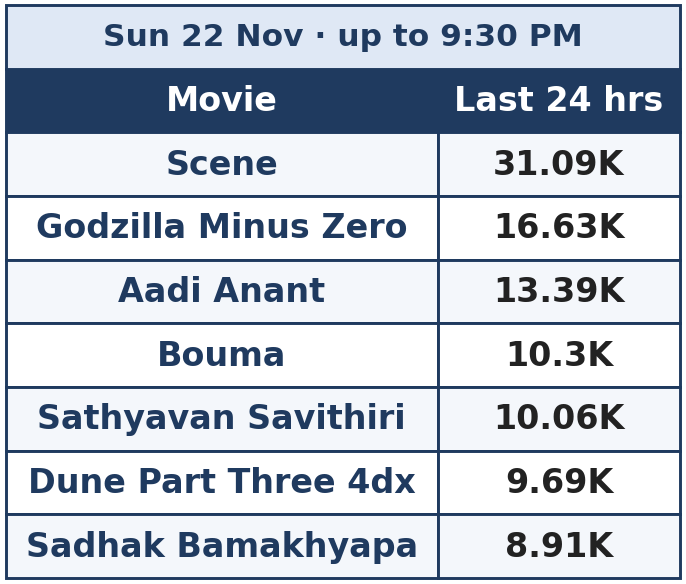 Sun 22 Nov · up to 9:30 PM
Movie Last 24 hrs
Scene 31.09K
Godzilla Minus Zero 16.63K
Aadi Anant 13.39K
Bouma 10.3K
Sathyavan Savithiri 10.06K
Dune Part Three 4dx 9.69K
Sadhak Bamakhyapa 8.91K